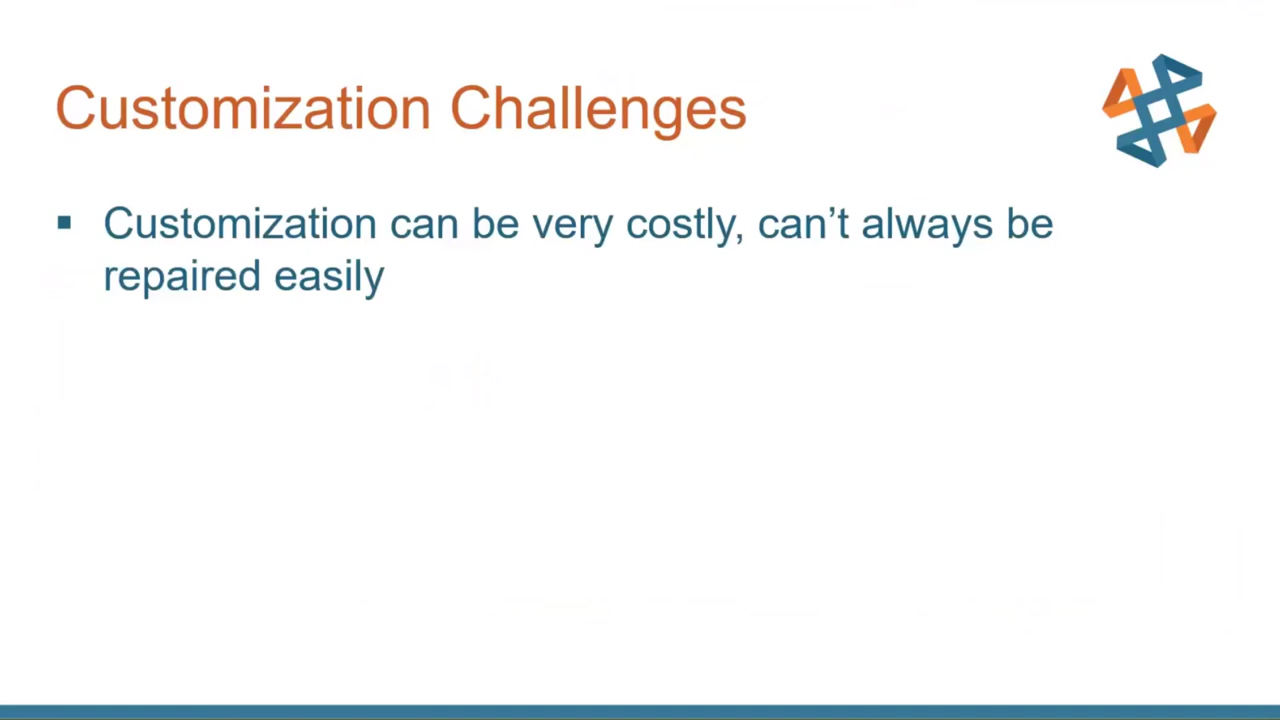 Customization Challenges
▪ Customization can be very costly, can’t always be
repaired easily